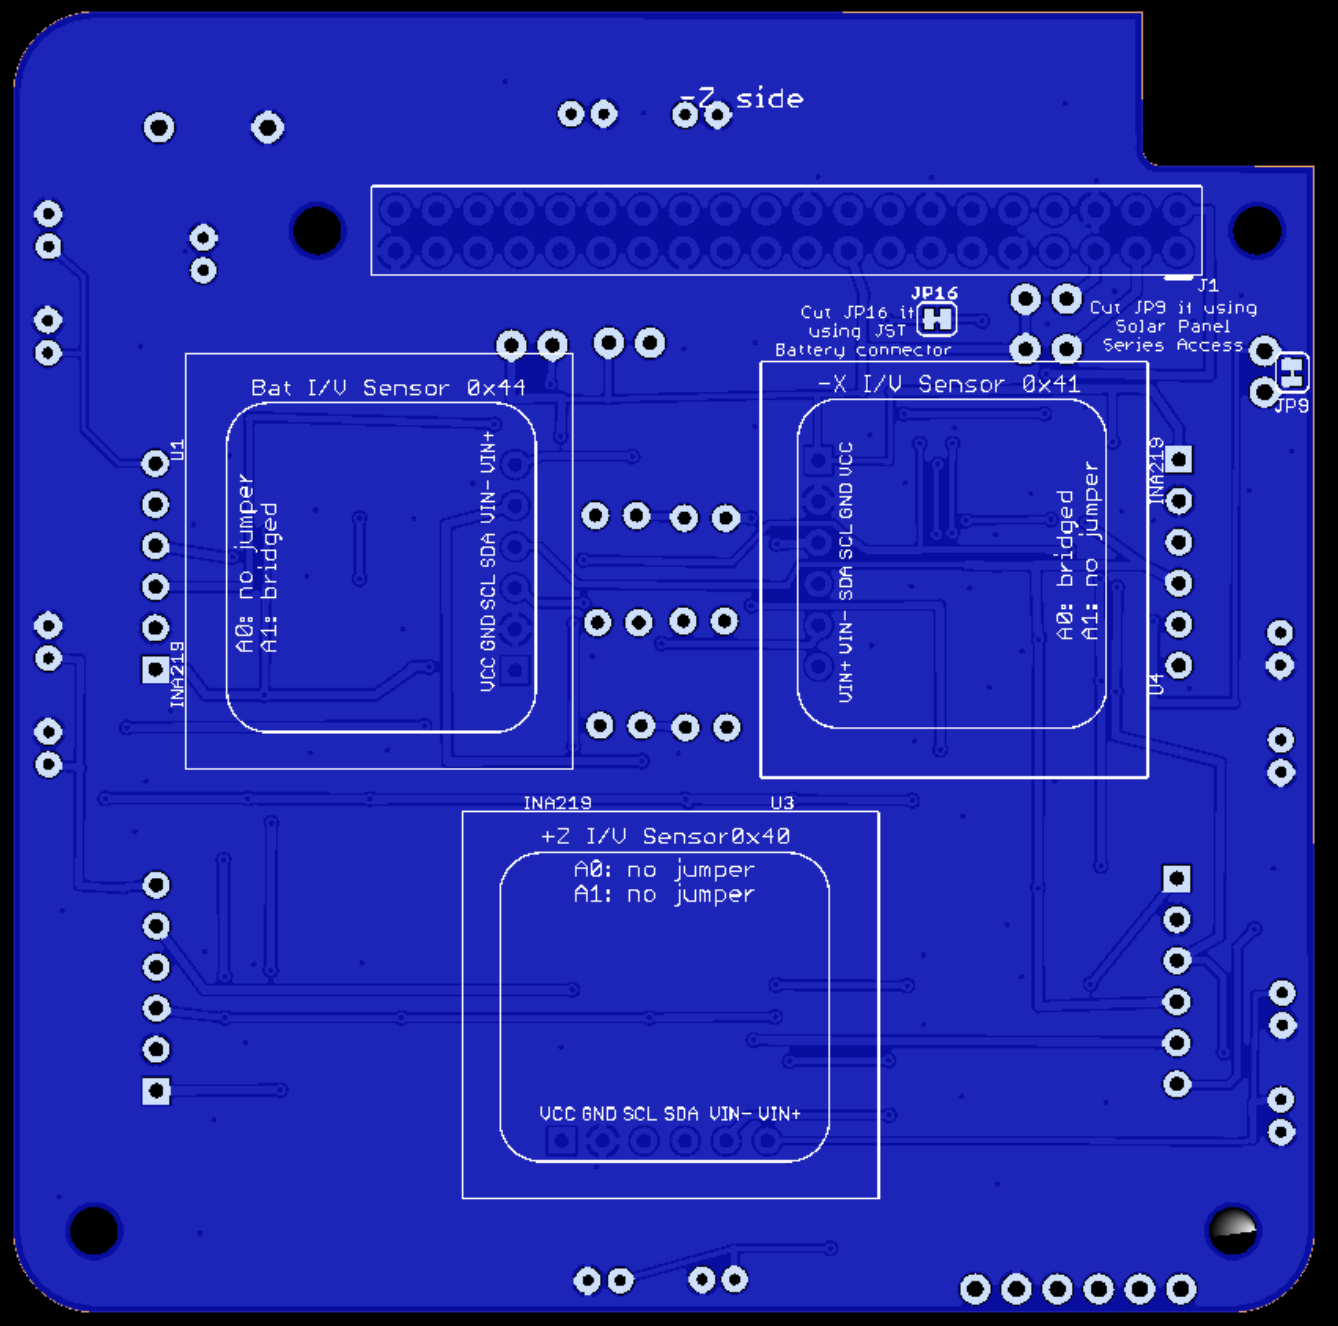 -Z side
J1
JP16
Cut JP16 if
using JST
Battery connector
Cut JP9 if using
Solar Panel
Series Access
JP9
Bat I/V Sensor 0x44
U1
INA219
A0: no jumper
A1: bridged
VCC GND SCL SDA VIN- VIN+
-X I/V Sensor 0x41
VIN+ VIN- SDA SCL GND VCC
A0: bridged
A1: no jumper
INA219
U4
INA219
U3
+Z I/V Sensor0x40
A0: no jumper
A1: no jumper
VCC GND SCL SDA VIN- VIN+